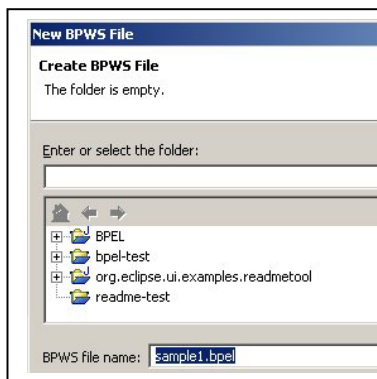 New BPWS File
Create BPWS File
The folder is empty.
Enter or select the folder:
BPEL
bpel-test
org.eclipse.ui.examples.readmetool
readme-test
BPWS file name: sample1.bpel